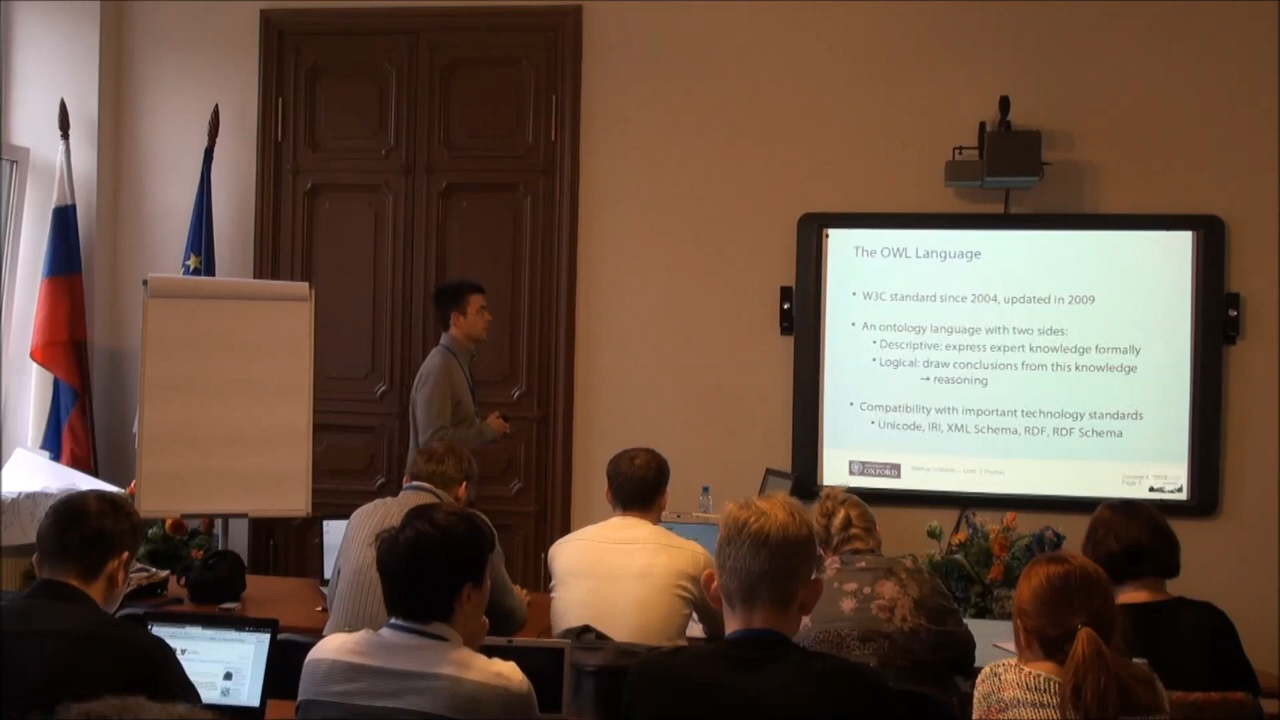 The OWL Language
• W3C standard since 2004, updated in 2009
• An ontology language with two sides:
• Descriptive: express expert knowledge formally
• Logical: draw conclusions from this knowledge
→ reasoning
• Compatibility with important technology standards
• Unicode, IRI, XML Schema, RDF, RDF Schema
UNIVERSITY OF
OXFORD